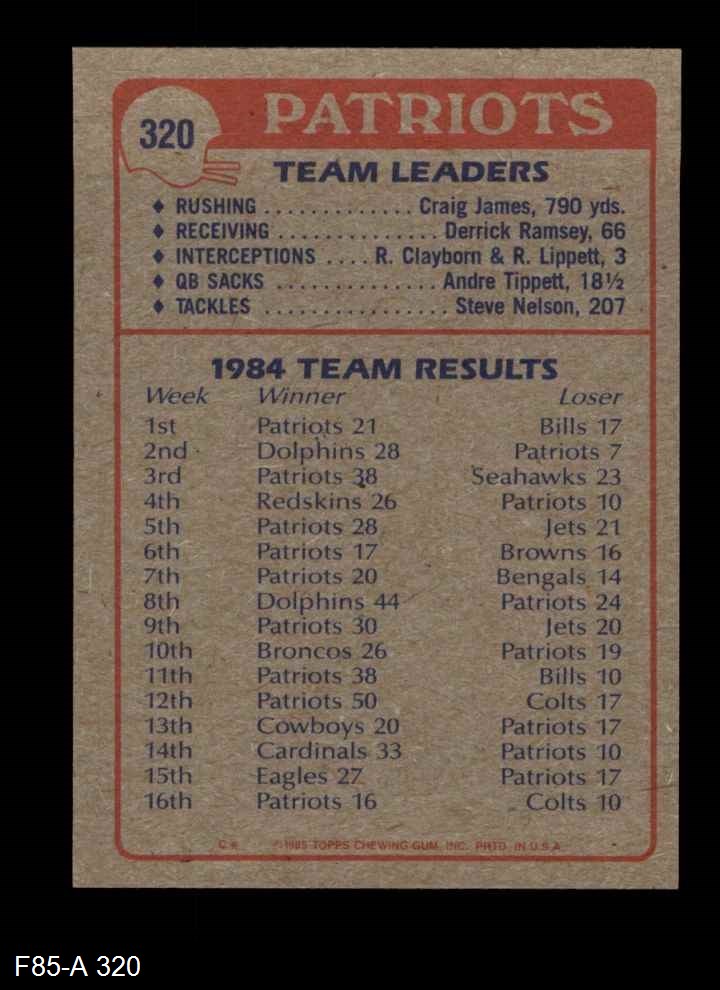 320
PATRIOTS
TEAM LEADERS
♦ RUSHING ............. Craig James, 790 yds.
♦ RECEIVING .............. Derrick Ramsey, 66
♦ INTERCEPTIONS .... R. Clayborn & R. Lippett, 3
♦ QB SACKS .............. Andre Tippett, 18½
♦ TACKLES ................ Steve Nelson, 207
1984 TEAM RESULTS
Week Winner Loser
1st Patriots 21 Bills 17
2nd Dolphins 28 Patriots 7
3rd Patriots 38 Seahawks 23
4th Redskins 26 Patriots 10
5th Patriots 28 Jets 21
6th Patriots 17 Browns 16
7th Patriots 20 Bengals 14
8th Dolphins 44 Patriots 24
9th Patriots 30 Jets 20
10th Broncos 26 Patriots 19
11th Patriots 38 Bills 10
12th Patriots 50 Colts 17
13th Cowboys 20 Patriots 17
14th Cardinals 33 Patriots 10
15th Eagles 27 Patriots 17
16th Patriots 16 Colts 10
C* ©1985 TOPPS CHEWING GUM, INC. PRTD. IN U.S.A.
F85-A 320